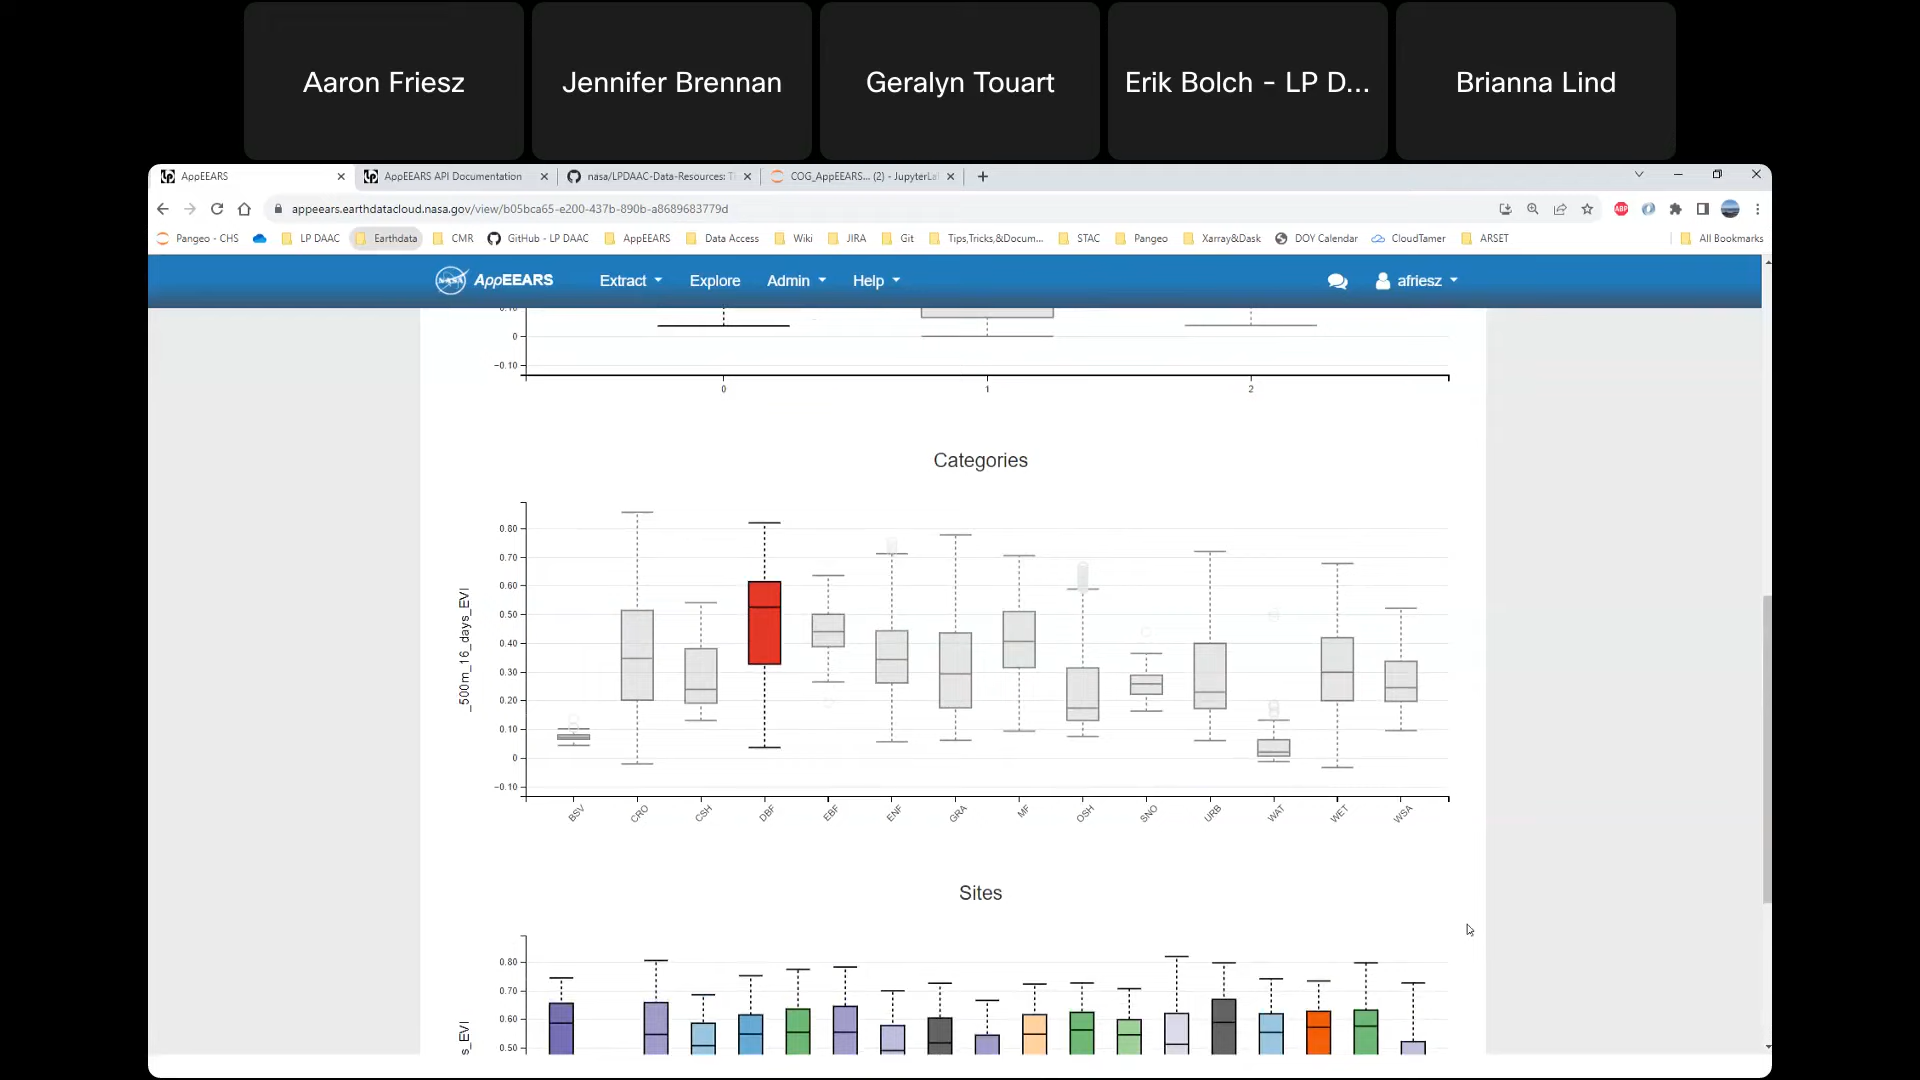 Aaron Friesz
Jennifer Brennan
Geralyn Touart
Erik Bolch - LP D...
Brianna Lind
AppEEARS
AppEEARS API Documentation
nasa/LPDAAC-Data-Resources: T
COG_AppEEARS... (2) - JupyterLa
appeears.earthdatacloud.nasa.gov/view/b05bca65-e200-437b-890b-a8689683779d
ABP
Pangeo - CHS
LP DAAC
Earthdata
CMR
GitHub - LP DAAC
AppEEARS
Data Access
Wiki
JIRA
Git
Tips,Tricks,&Docum...
STAC
Pangeo
Xarray&Dask
DOY Calendar
CloudTamer
ARSET
All Bookmarks
NASA
AppEEARS
Extract
Explore
Admin
Help
afriesz
0
−0.10
0
1
2
Categories
_500m_16_days_EVI
0.80
0.70
0.60
0.50
0.40
0.30
0.20
0.10
0
−0.10
BSV
CRO
CSH
DBF
EBF
ENF
GRA
MF
OSH
SNO
URB
WAT
WET
WSA
Sites
s_EVI
0.80
0.70
0.60
0.50